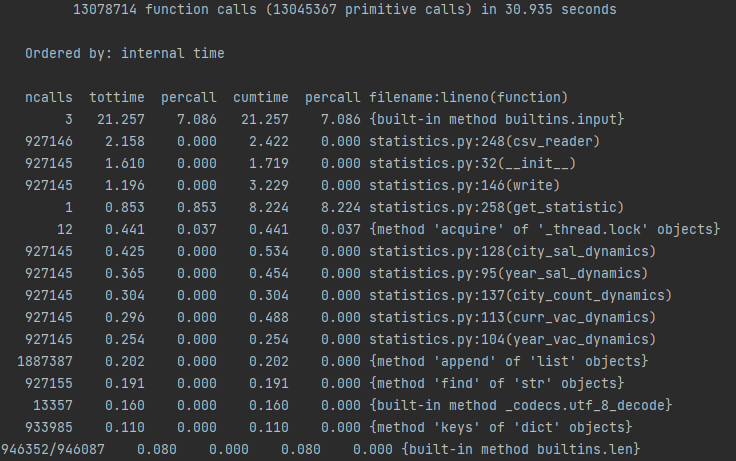 13078714 function calls (13045367 primitive calls) in 30.935 seconds
Ordered by: internal time
ncalls  tottime  percall  cumtime  percall filename:lineno(function)
3   21.257    7.086   21.257    7.086 {built-in method builtins.input}
927146    2.158    0.000    2.422    0.000 statistics.py:248(csv_reader)
927145    1.610    0.000    1.719    0.000 statistics.py:32(__init__)
927145    1.196    0.000    3.229    0.000 statistics.py:146(write)
1    0.853    0.853    8.224    8.224 statistics.py:258(get_statistic)
12    0.441    0.037    0.441    0.037 {method 'acquire' of '_thread.lock' objects}
927145    0.425    0.000    0.534    0.000 statistics.py:128(city_sal_dynamics)
927145    0.365    0.000    0.454    0.000 statistics.py:95(year_sal_dynamics)
927145    0.304    0.000    0.304    0.000 statistics.py:137(city_count_dynamics)
927145    0.296    0.000    0.488    0.000 statistics.py:113(curr_vac_dynamics)
927145    0.254    0.000    0.254    0.000 statistics.py:104(year_vac_dynamics)
1887387    0.202    0.000    0.202    0.000 {method 'append' of 'list' objects}
927155    0.191    0.000    0.191    0.000 {method 'find' of 'str' objects}
13357    0.160    0.000    0.160    0.000 {built-in method _codecs.utf_8_decode}
933985    0.110    0.000    0.110    0.000 {method 'keys' of 'dict' objects}
946352/946087    0.080    0.000    0.080    0.000 {built-in method builtins.len}